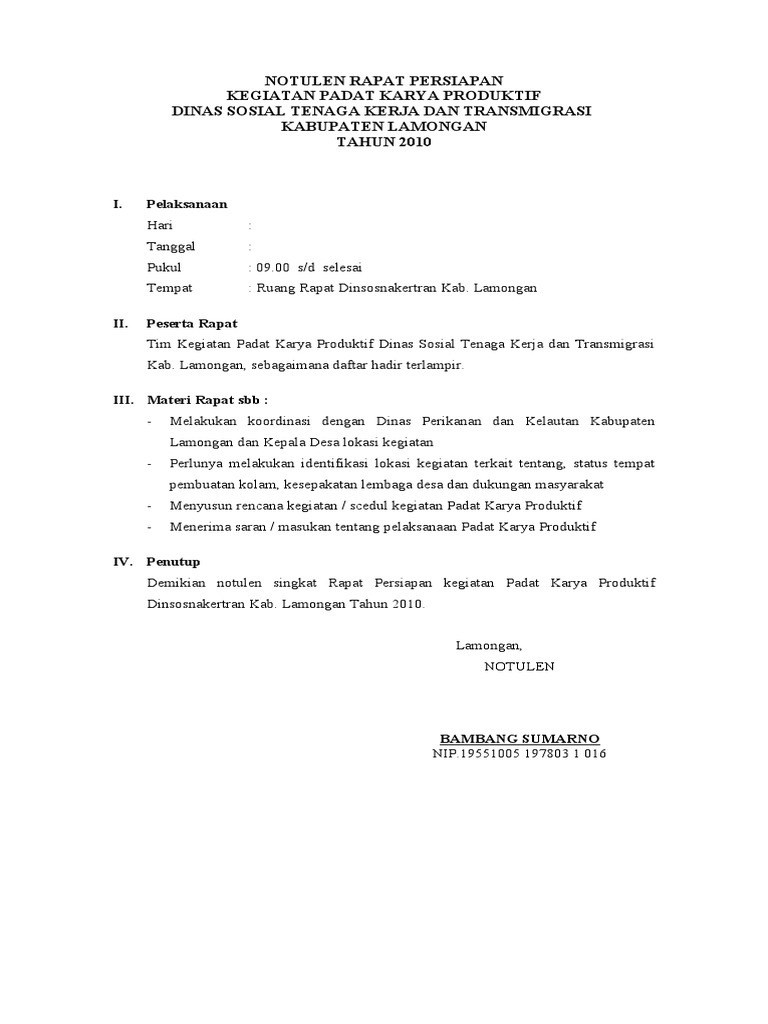 NOTULEN RAPAT PERSIAPAN
KEGIATAN PADAT KARYA PRODUKTIF
DINAS SOSIAL TENAGA KERJA DAN TRANSMIGRASI
KABUPATEN LAMONGAN
TAHUN 2010
I. Pelaksanaan
Hari :
Tanggal :
Pukul : 09.00 s/d selesai
Tempat : Ruang Rapat Dinsosnakertran Kab. Lamongan
II. Peserta Rapat
Tim Kegiatan Padat Karya Produktif Dinas Sosial Tenaga Kerja dan Transmigrasi
Kab. Lamongan, sebagaimana daftar hadir terlampir.
III. Materi Rapat sbb :
- Melakukan koordinasi dengan Dinas Perikanan dan Kelautan Kabupaten
Lamongan dan Kepala Desa lokasi kegiatan
- Perlunya melakukan identifikasi lokasi kegiatan terkait tentang, status tempat
pembuatan kolam, kesepakatan lembaga desa dan dukungan masyarakat
- Menyusun rencana kegiatan / scedul kegiatan Padat Karya Produktif
- Menerima saran / masukan tentang pelaksanaan Padat Karya Produktif
IV. Penutup
Demikian notulen singkat Rapat Persiapan kegiatan Padat Karya Produktif
Dinsosnakertran Kab. Lamongan Tahun 2010.
Lamongan,
NOTULEN
BAMBANG SUMARNO
NIP.19551005 197803 1 016